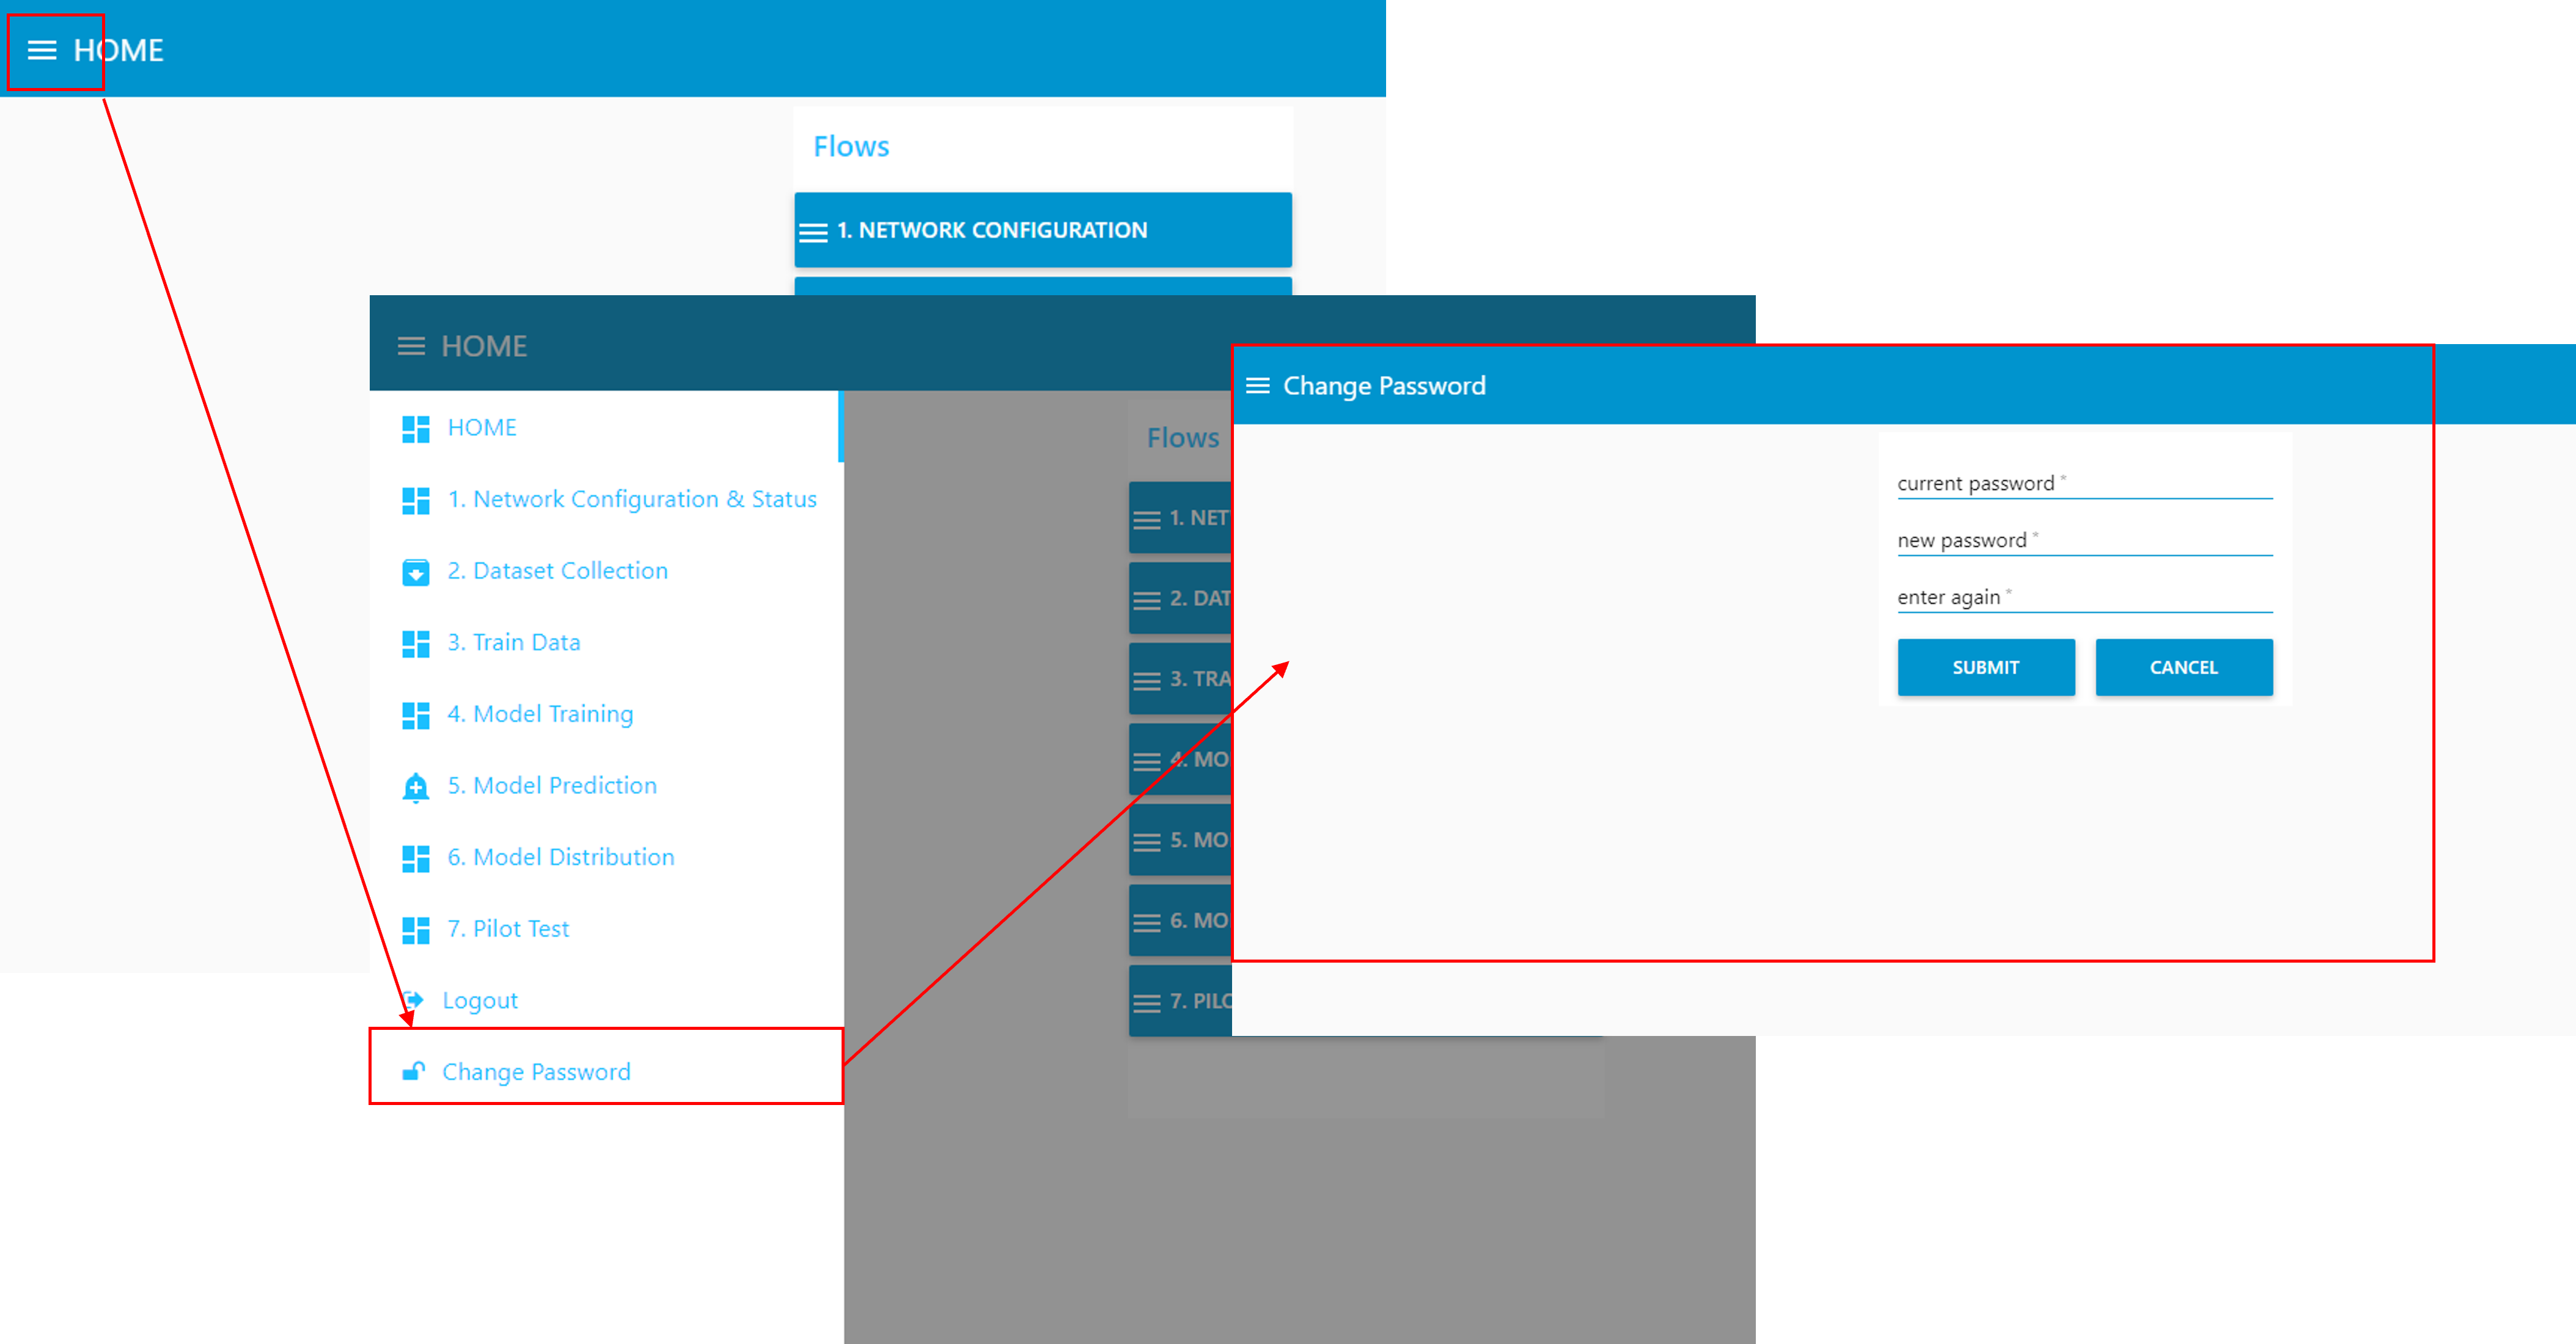 HOME
Flows
1. NETWORK CONFIGURATION
HOME
HOME
1. Network Configuration & Status
2. Dataset Collection
3. Train Data
4. Model Training
5. Model Prediction
6. Model Distribution
7. Pilot Test
Logout
Change Password
Flows
1. NET
2. DAT
3. TRA
4. MO
5. MO
6. MO
7. PILO
Change Password
current password *
new password *
enter again *
SUBMIT
CANCEL